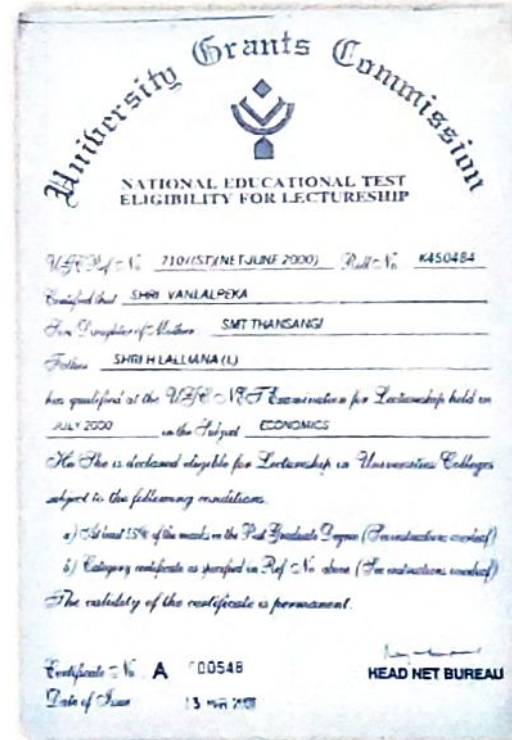 University Grants Commission
NATIONAL EDUCATIONAL TEST
ELIGIBILITY FOR LECTURESHIP
U.G.C. Ref. No. 710/(ST)(NET-JUNE 2000) Roll No. K450484
Certified that SHRI VANLALPEKA
Son/Daughter of Mother SMT THANSANGI
Father SHRI H LALLIANA (L)
has qualified at the UGC NET Examination for Lectureship held on
JULY 2000 in the Subject ECONOMICS
He/She is declared eligible for Lectureship in Universities/Colleges
subject to the following conditions.
a) At least 55% of the marks in the Post Graduate Degree (See instructions overleaf)
b) Category certificate as specified in Ref. No. above (See instructions overleaf)
The validity of the certificate is permanent.
HEAD NET BUREAU
Certificate No. A 00548
Date of Issue 13